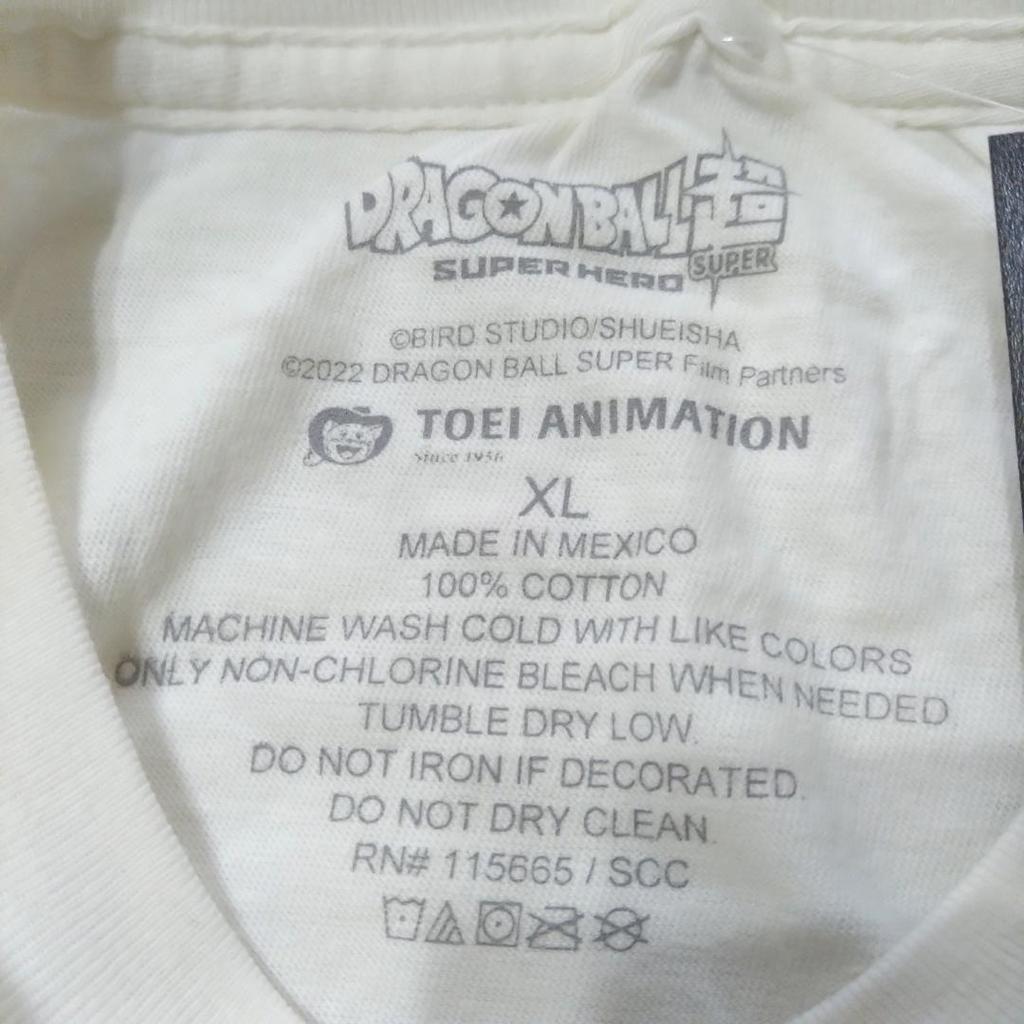 DRAGON BALL 超
SUPER HERO SUPER
©BIRD STUDIO/SHUEISHA
©2022 DRAGON BALL SUPER Film Partners
TOEI ANIMATION
Since 1956
XL
MADE IN MEXICO
100% COTTON
MACHINE WASH COLD WITH LIKE COLORS
ONLY NON-CHLORINE BLEACH WHEN NEEDED
TUMBLE DRY LOW.
DO NOT IRON IF DECORATED.
DO NOT DRY CLEAN.
RN# 115665 / SCC